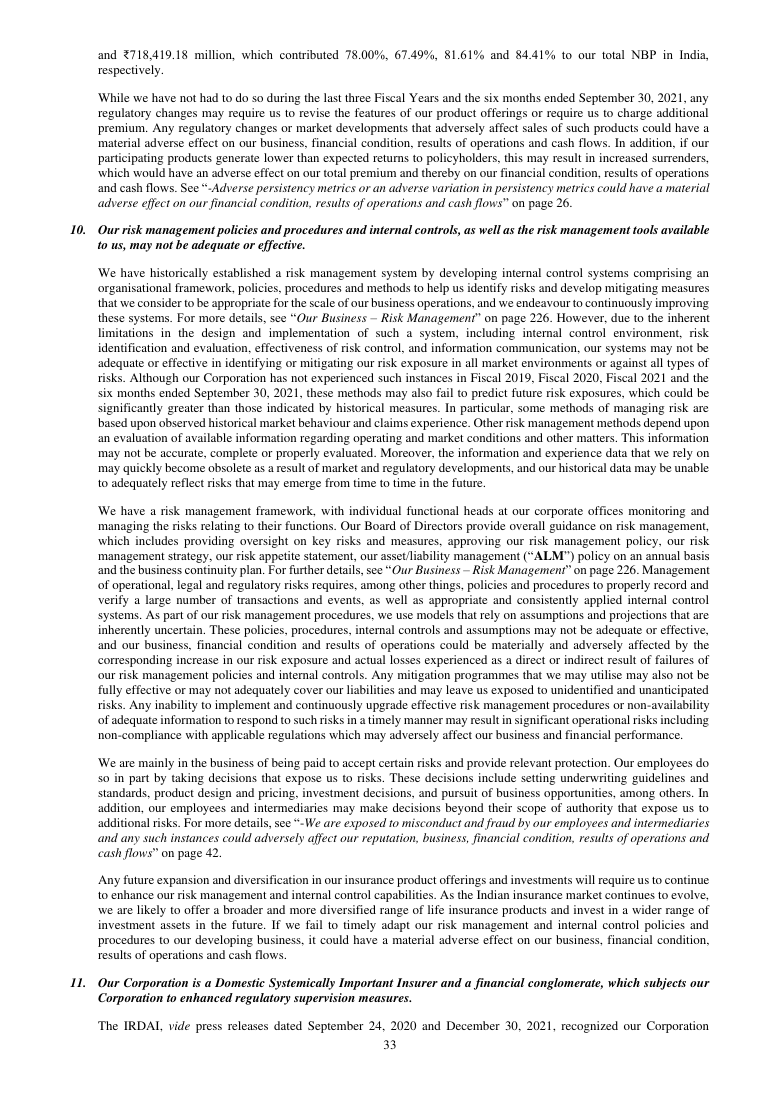 and ₹718,419.18 million, which contributed 78.00%, 67.49%, 81.61% and 84.41% to our total NBP in India,
respectively.
While we have not had to do so during the last three Fiscal Years and the six months ended September 30, 2021, any
regulatory changes may require us to revise the features of our product offerings or require us to charge additional
premium. Any regulatory changes or market developments that adversely affect sales of such products could have a
material adverse effect on our business, financial condition, results of operations and cash flows. In addition, if our
participating products generate lower than expected returns to policyholders, this may result in increased surrenders,
which would have an adverse effect on our total premium and thereby on our financial condition, results of operations
and cash flows. See “-Adverse persistency metrics or an adverse variation in persistency metrics could have a material
adverse effect on our financial condition, results of operations and cash flows” on page 26.
10. Our risk management policies and procedures and internal controls, as well as the risk management tools available
to us, may not be adequate or effective.
We have historically established a risk management system by developing internal control systems comprising an
organisational framework, policies, procedures and methods to help us identify risks and develop mitigating measures
that we consider to be appropriate for the scale of our business operations, and we endeavour to continuously improving
these systems. For more details, see “Our Business – Risk Management” on page 226. However, due to the inherent
limitations in the design and implementation of such a system, including internal control environment, risk
identification and evaluation, effectiveness of risk control, and information communication, our systems may not be
adequate or effective in identifying or mitigating our risk exposure in all market environments or against all types of
risks. Although our Corporation has not experienced such instances in Fiscal 2019, Fiscal 2020, Fiscal 2021 and the
six months ended September 30, 2021, these methods may also fail to predict future risk exposures, which could be
significantly greater than those indicated by historical measures. In particular, some methods of managing risk are
based upon observed historical market behaviour and claims experience. Other risk management methods depend upon
an evaluation of available information regarding operating and market conditions and other matters. This information
may not be accurate, complete or properly evaluated. Moreover, the information and experience data that we rely on
may quickly become obsolete as a result of market and regulatory developments, and our historical data may be unable
to adequately reflect risks that may emerge from time to time in the future.
We have a risk management framework, with individual functional heads at our corporate offices monitoring and
managing the risks relating to their functions. Our Board of Directors provide overall guidance on risk management,
which includes providing oversight on key risks and measures, approving our risk management policy, our risk
management strategy, our risk appetite statement, our asset/liability management (“ALM”) policy on an annual basis
and the business continuity plan. For further details, see “Our Business – Risk Management” on page 226. Management
of operational, legal and regulatory risks requires, among other things, policies and procedures to properly record and
verify a large number of transactions and events, as well as appropriate and consistently applied internal control
systems. As part of our risk management procedures, we use models that rely on assumptions and projections that are
inherently uncertain. These policies, procedures, internal controls and assumptions may not be adequate or effective,
and our business, financial condition and results of operations could be materially and adversely affected by the
corresponding increase in our risk exposure and actual losses experienced as a direct or indirect result of failures of
our risk management policies and internal controls. Any mitigation programmes that we may utilise may also not be
fully effective or may not adequately cover our liabilities and may leave us exposed to unidentified and unanticipated
risks. Any inability to implement and continuously upgrade effective risk management procedures or non-availability
of adequate information to respond to such risks in a timely manner may result in significant operational risks including
non-compliance with applicable regulations which may adversely affect our business and financial performance.
We are mainly in the business of being paid to accept certain risks and provide relevant protection. Our employees do
so in part by taking decisions that expose us to risks. These decisions include setting underwriting guidelines and
standards, product design and pricing, investment decisions, and pursuit of business opportunities, among others. In
addition, our employees and intermediaries may make decisions beyond their scope of authority that expose us to
additional risks. For more details, see “-We are exposed to misconduct and fraud by our employees and intermediaries
and any such instances could adversely affect our reputation, business, financial condition, results of operations and
cash flows” on page 42.
Any future expansion and diversification in our insurance product offerings and investments will require us to continue
to enhance our risk management and internal control capabilities. As the Indian insurance market continues to evolve,
we are likely to offer a broader and more diversified range of life insurance products and invest in a wider range of
investment assets in the future. If we fail to timely adapt our risk management and internal control policies and
procedures to our developing business, it could have a material adverse effect on our business, financial condition,
results of operations and cash flows.
11. Our Corporation is a Domestic Systemically Important Insurer and a financial conglomerate, which subjects our
Corporation to enhanced regulatory supervision measures.
The IRDAI, vide press releases dated September 24, 2020 and December 30, 2021, recognized our Corporation
33